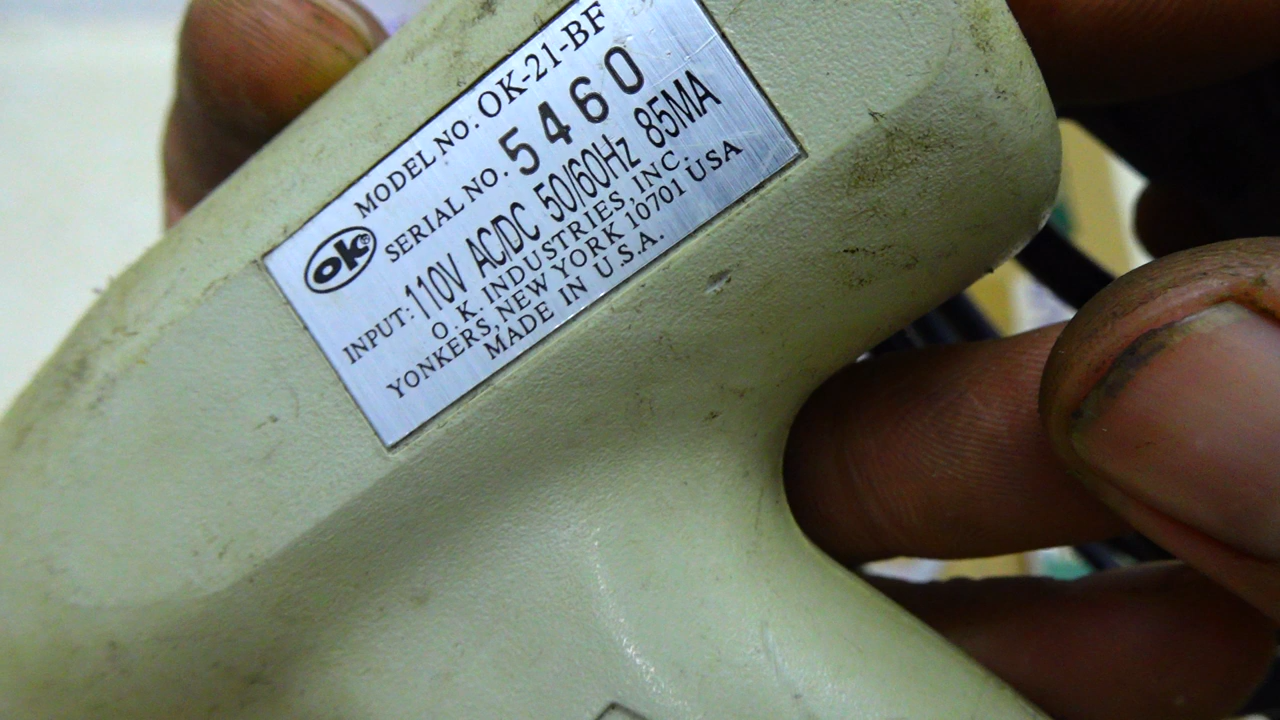 MODEL NO. OK-21-BF
ok® SERIAL NO. 5460
INPUT: 110V AC/DC 50/60Hz 85MA
O.K. INDUSTRIES, INC.
YONKERS, NEW YORK 10701 USA
MADE IN U.S.A.